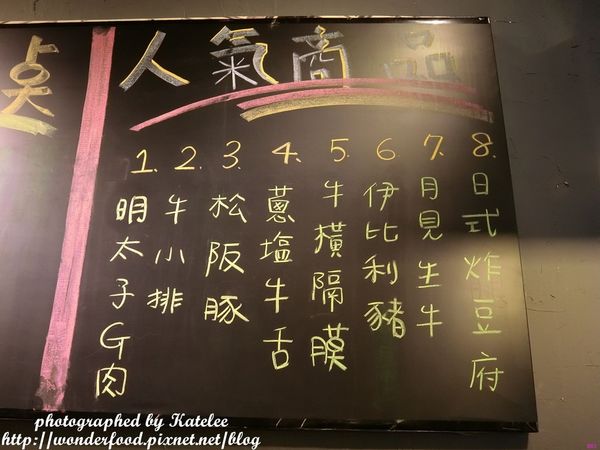 点
人氣商品
1. 明太子G肉
2. 牛小排
3. 松阪豚
4. 蔥塩牛舌
5. 牛橫隔膜
6. 伊比利豬
7. 月見生牛
8. 日式炸豆府
photographed by Katelee
http://wonderfood.pixnet.net/blog